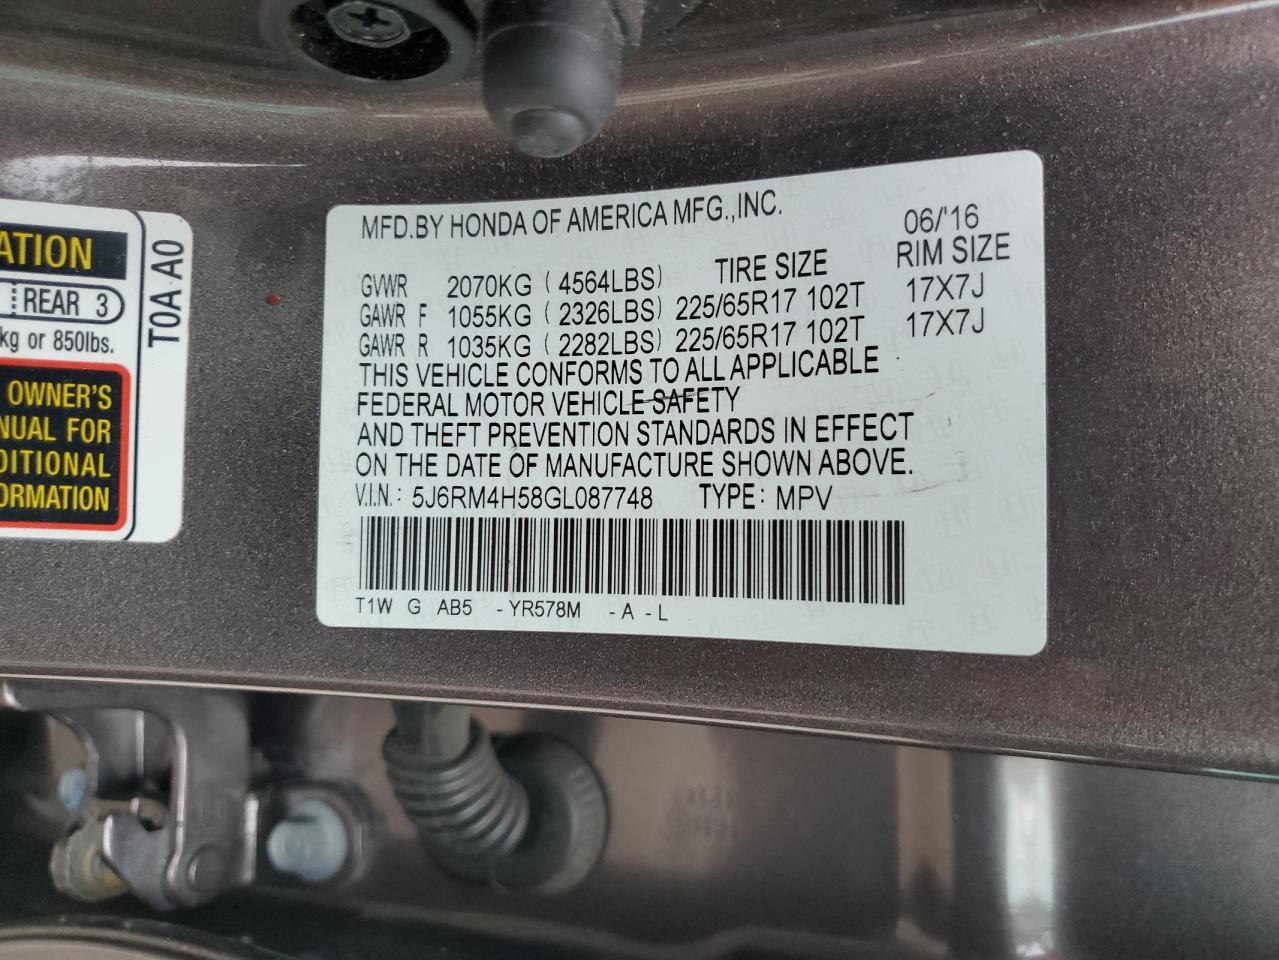 MFD.BY HONDA OF AMERICA MFG.,INC.
06/'16
GVWR 2070KG (4564LBS) TIRE SIZE RIM SIZE
GAWR F 1055KG (2326LBS) 225/65R17 102T 17X7J
GAWR R 1035KG (2282LBS) 225/65R17 102T 17X7J
THIS VEHICLE CONFORMS TO ALL APPLICABLE
FEDERAL MOTOR VEHICLE SAFETY
AND THEFT PREVENTION STANDARDS IN EFFECT
ON THE DATE OF MANUFACTURE SHOWN ABOVE.
V.I.N.: 5J6RM4H58GL087748 TYPE: MPV
T1W G AB5 -YR578M -A -L
ATION
REAR 3
kg or 850lbs.
OWNER'S
NUAL FOR
DITIONAL
ORMATION
T0A A0